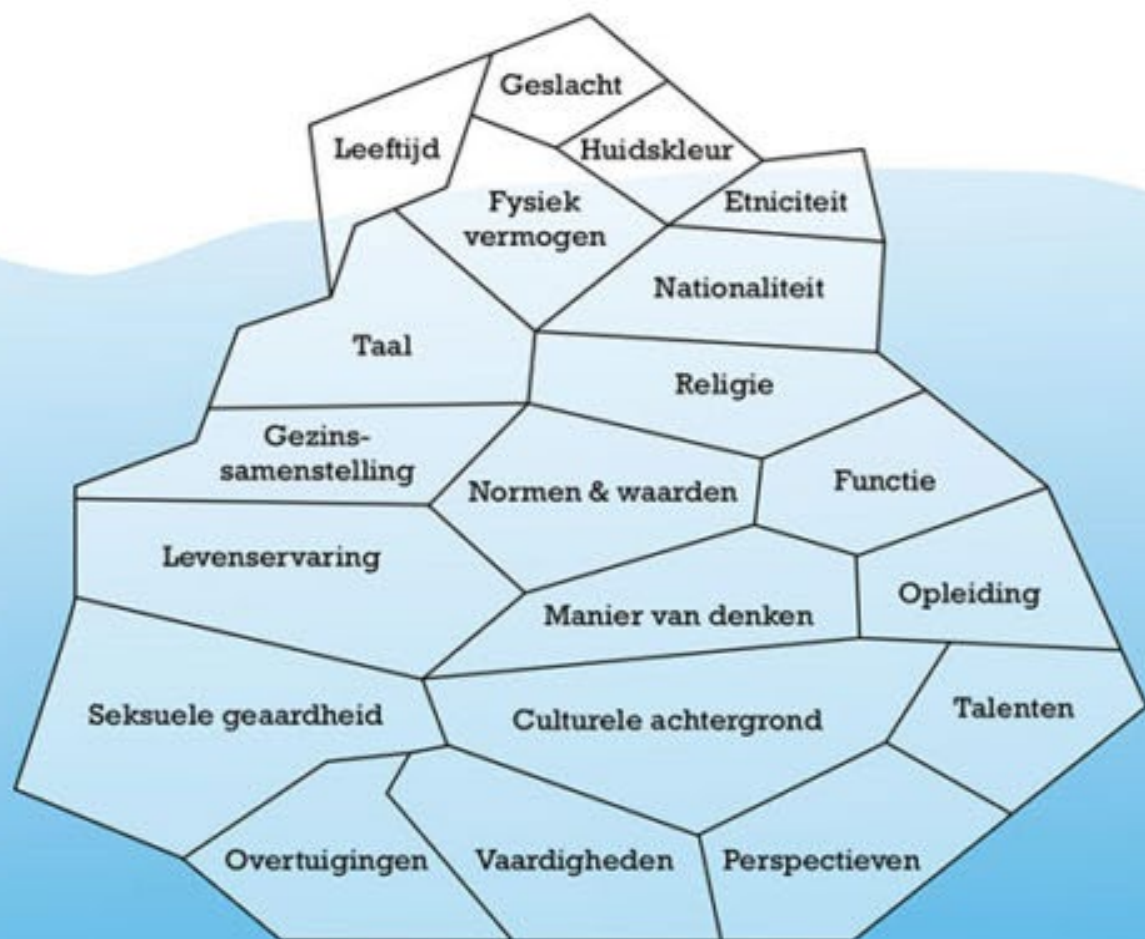 Geslacht
Leeftijd
Huidskleur
Fysiek
vermogen
Etniciteit
Nationaliteit
Taal
Religie
Gezins-
samenstelling
Normen & waarden
Functie
Levenservaring
Manier van denken
Opleiding
Seksuele geaardheid
Culturele achtergrond
Talenten
Overtuigingen
Vaardigheden
Perspectieven